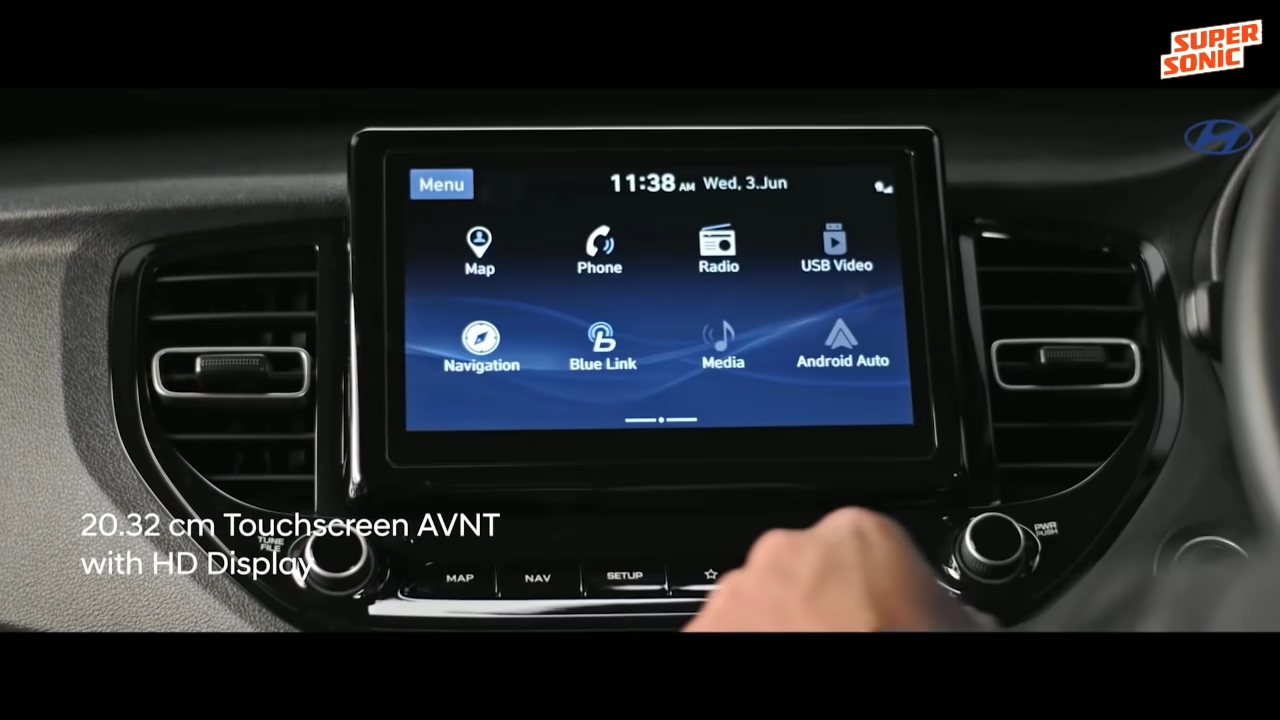 SUPER
SONIC
Menu
11:38 AM Wed, 3.Jun
Map
Phone
Radio
USB Video
Navigation
Blue Link
Media
Android Auto
20.32 cm Touchscreen AVNT
with HD Display
TUNE
FILE
PWR
PUSH
MAP
NAV
SETUP